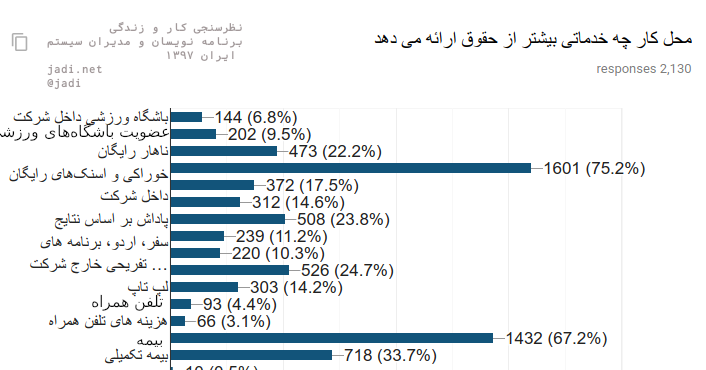 نظرسنجی کار و زندگی
برنامه نویسان و مدیران سیستم
ایران ۱۳۹۷
jadi.net
@jadi
محل کار چه خدماتی بیشتر از حقوق ارائه می دهد
2,130 responses
باشگاه ورزشی داخل شرکت
144 (6.8%)
عضویت باشگاه‌های ورزشی
202 (9.5%)
ناهار رایگان
473 (22.2%)
خوراکی و اسنک‌های رایگان
1601 (75.2%)
داخل شرکت
372 (17.5%)
312 (14.6%)
پاداش بر اساس نتایج
508 (23.8%)
سفر، اردو، برنامه های
239 (11.2%)
220 (10.3%)
تفریحی خارج شرکت ...
526 (24.7%)
لپ تاپ
303 (14.2%)
تلفن همراه
93 (4.4%)
هزینه های تلفن همراه
66 (3.1%)
بیمه
1432 (67.2%)
بیمه تکمیلی
718 (33.7%)